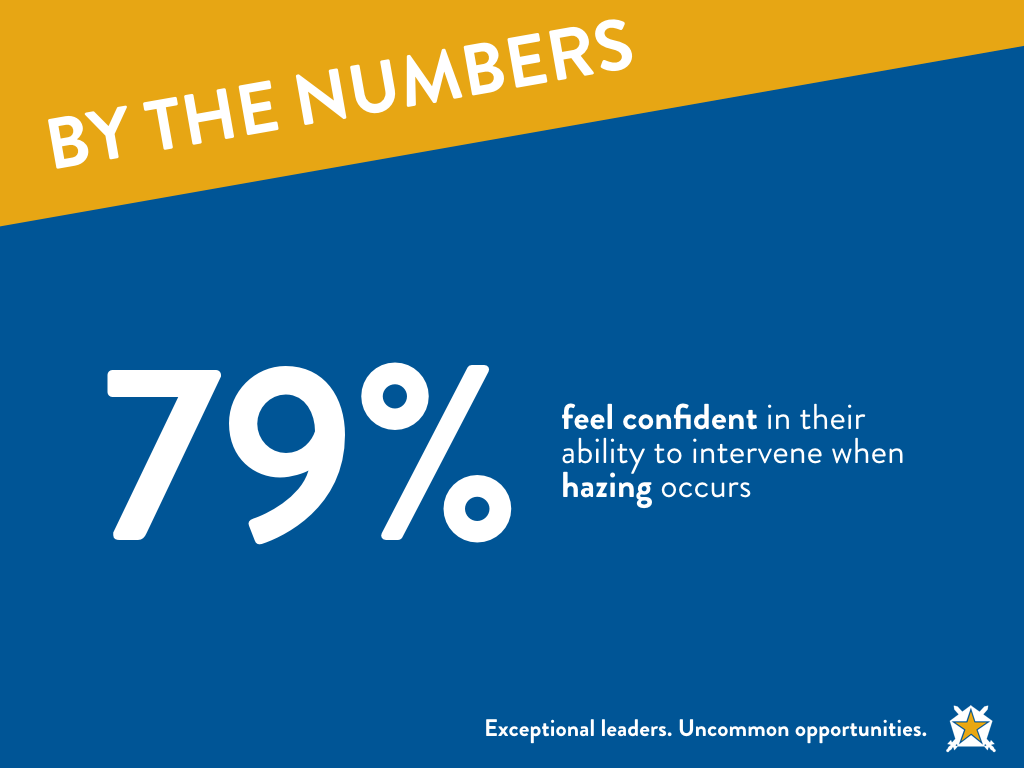 BY THE NUMBERS
79%
feel confident in their
ability to intervene when
hazing occurs
Exceptional leaders. Uncommon opportunities.